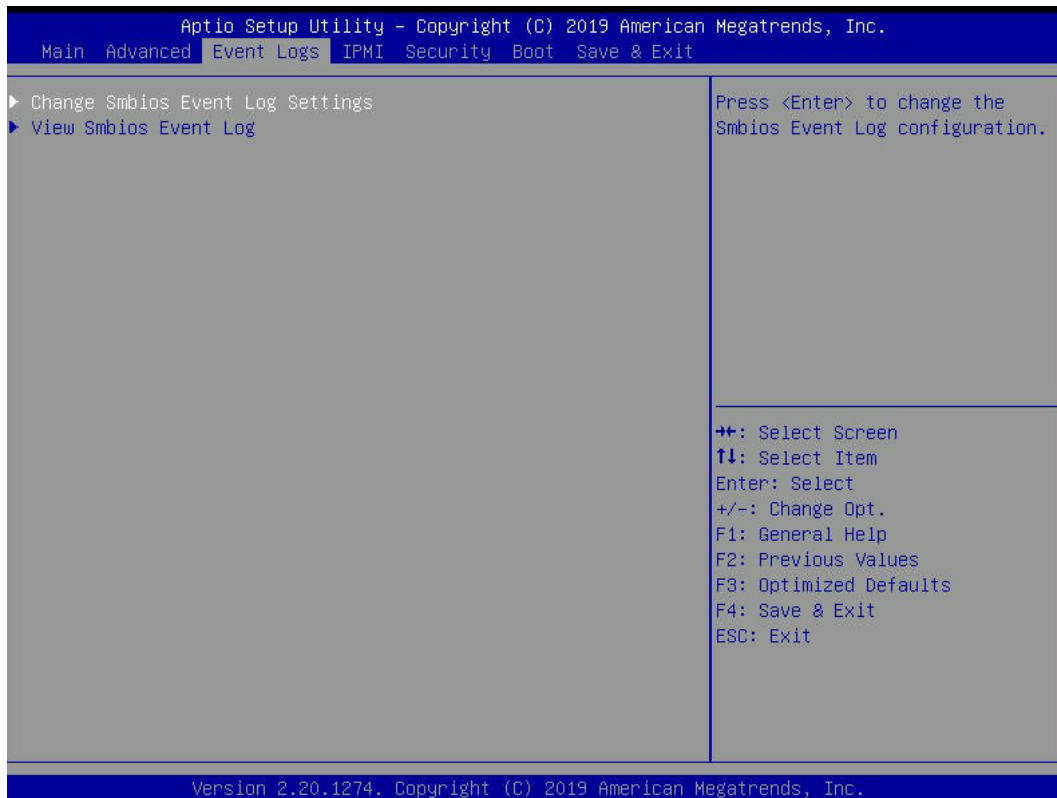 Aptio Setup Utility – Copyright (C) 2019 American Megatrends, Inc.
Main Advanced Event Logs IPMI Security Boot Save & Exit
▶ Change Smbios Event Log Settings
▶ View Smbios Event Log
Press <Enter> to change the
Smbios Event Log configuration.
→←: Select Screen
↑↓: Select Item
Enter: Select
+/-: Change Opt.
F1: General Help
F2: Previous Values
F3: Optimized Defaults
F4: Save & Exit
ESC: Exit
Version 2.20.1274. Copyright (C) 2019 American Megatrends, Inc.